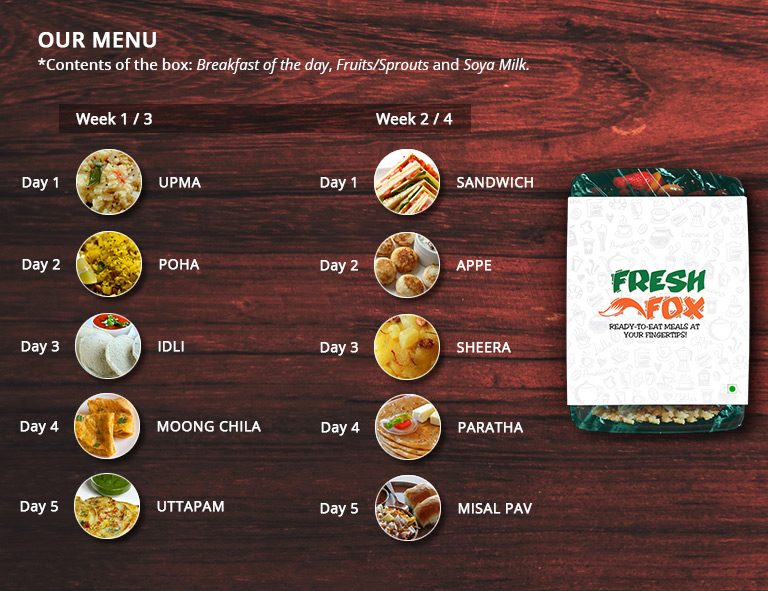 OUR MENU
*Contents of the box: Breakfast of the day, Fruits/Sprouts and Soya Milk.
Week 1 / 3
Day 1 UPMA
Day 2 POHA
Day 3 IDLI
Day 4 MOONG CHILA
Day 5 UTTAPAM
Week 2 / 4
Day 1 SANDWICH
Day 2 APPE
Day 3 SHEERA
Day 4 PARATHA
Day 5 MISAL PAV
FRESH
FOX
READY-TO-EAT MEALS AT
YOUR FINGERTIPS!